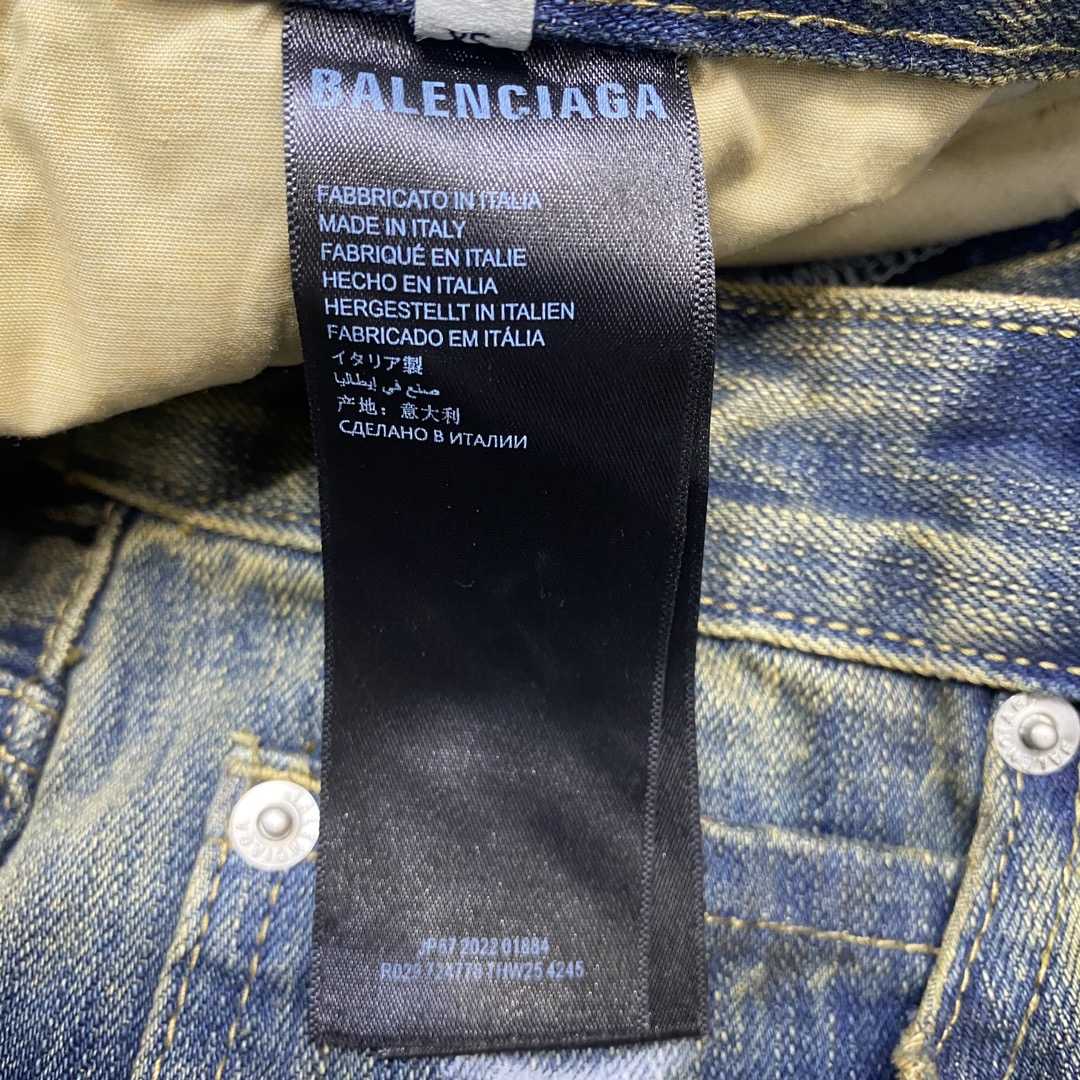 XS
BALENCIAGA
FABBRICATO IN ITALIA
MADE IN ITALY
FABRIQUÉ EN ITALIE
HECHO EN ITALIA
HERGESTELLT IN ITALIEN
FABRICADO EM ITÁLIA
イタリア製
صنع في إيطاليا
产地：意大利
СДЕЛАНО В ИТАЛИИ
JP67 2022 01884
THW25 4245